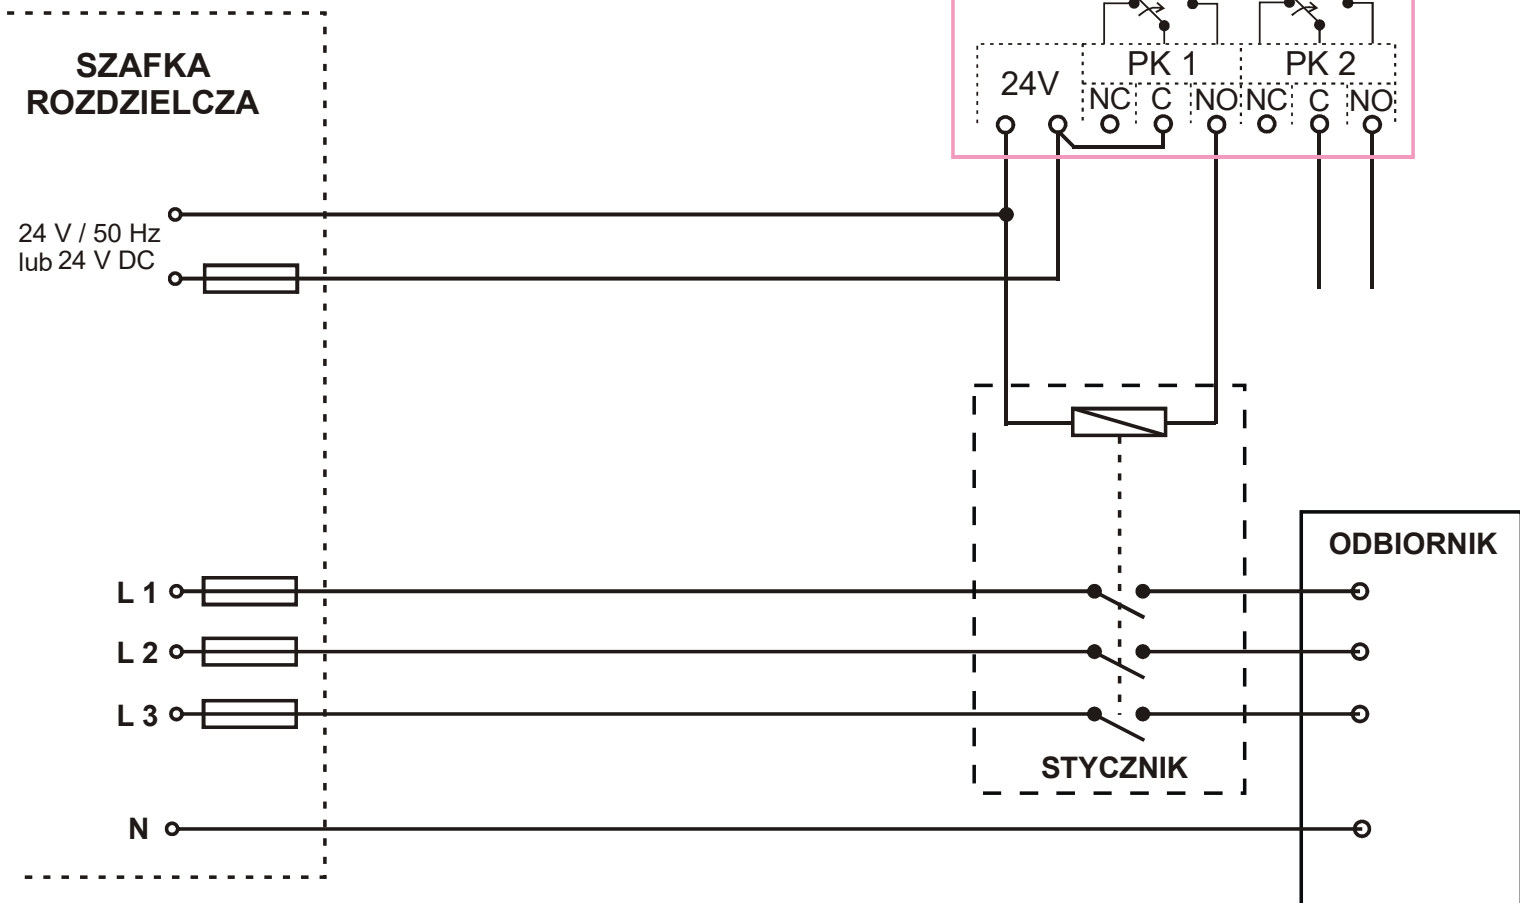 SZAFKA
ROZDZIELCZA
PK 1 PK 2
24V
NC C NO NC C NO
24 V / 50 Hz
lub 24 V DC
ODBIORNIK
L 1
L 2
L 3
STYCZNIK
N